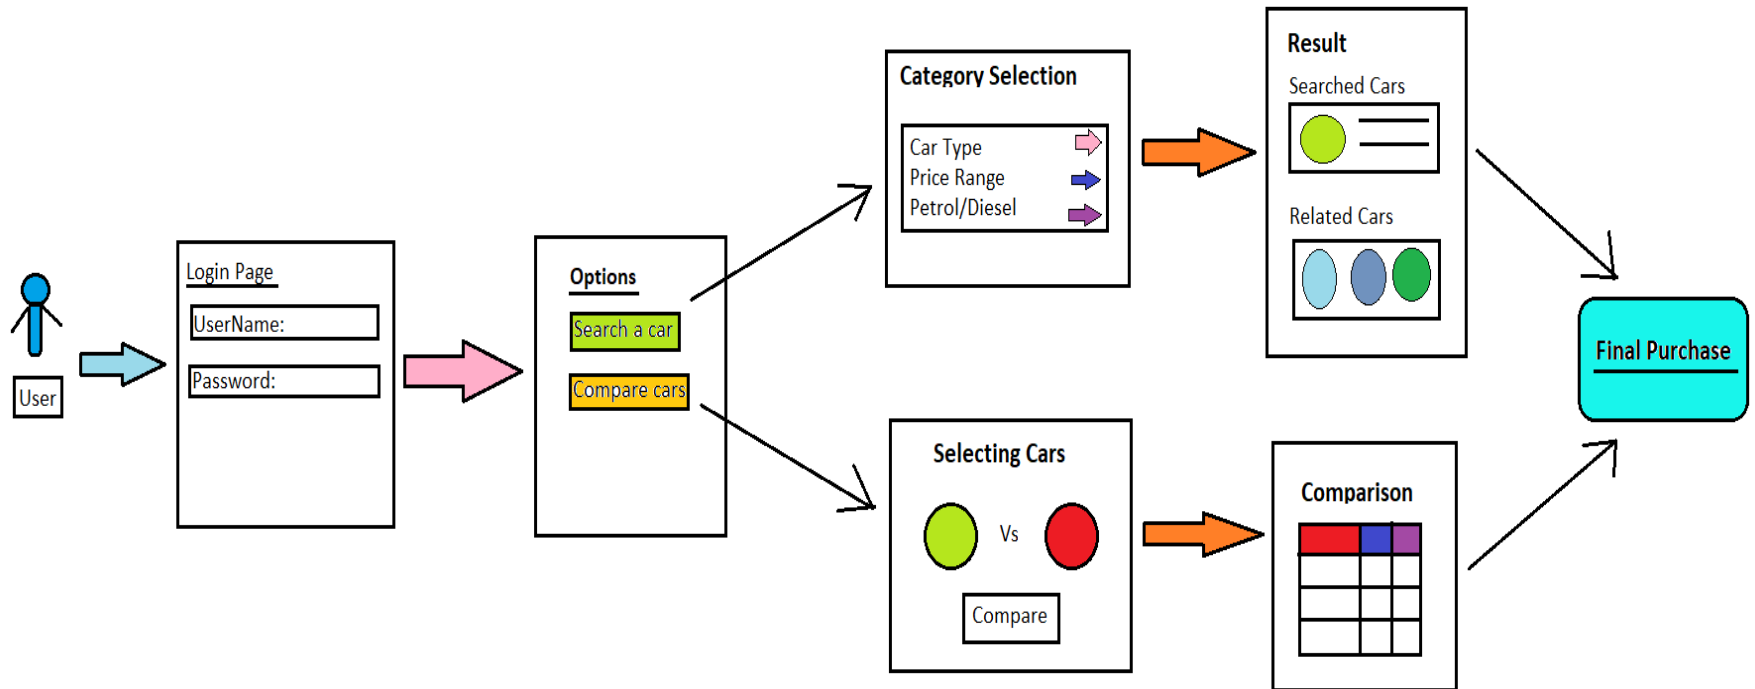 User
Login Page
UserName:
Password:
Options
Search a car
Compare cars
Category Selection
Car Type
Price Range
Petrol/Diesel
Result
Searched Cars
Related Cars
Selecting Cars
Vs
Compare
Comparison
Final Purchase